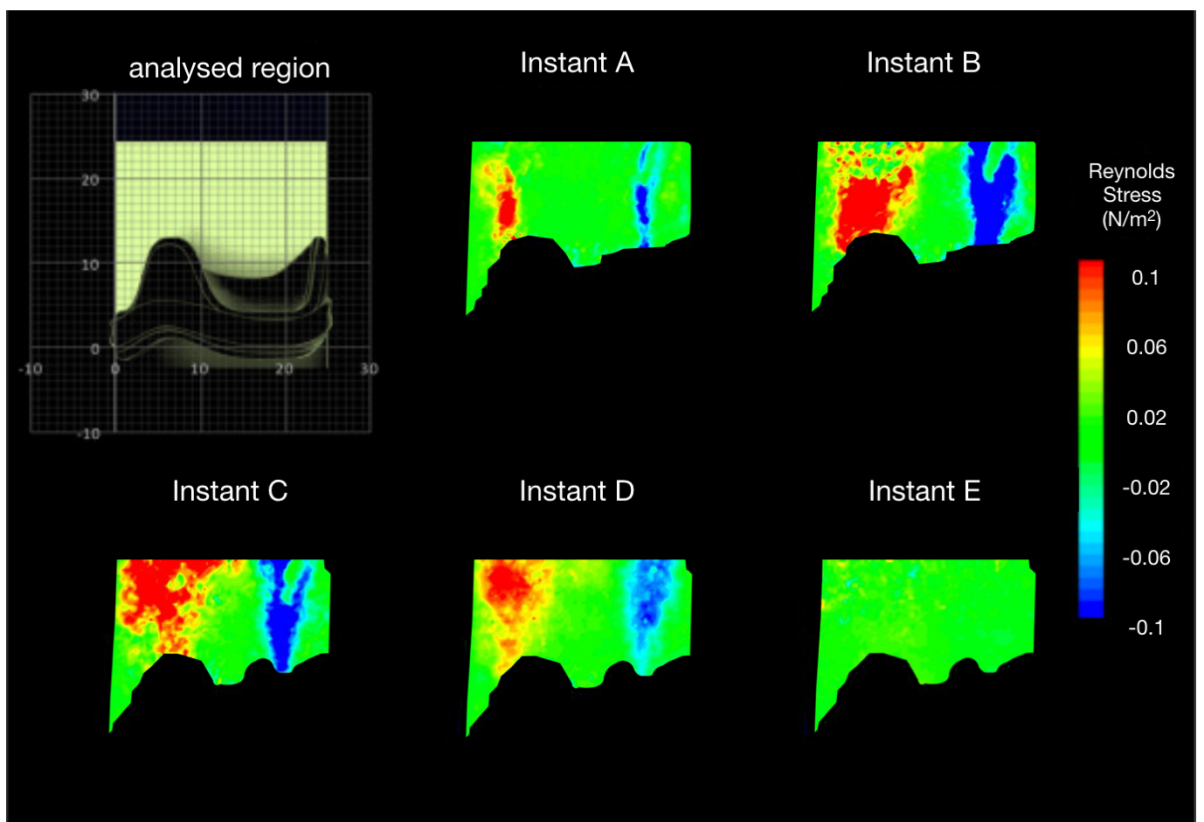 analysed region
Instant A
Instant B
30
20
10
0
-10
0
10
20
30
-10
Reynolds
Stress
(N/m²)
0.1
0.06
0.02
-0.02
-0.06
-0.1
Instant C
Instant D
Instant E